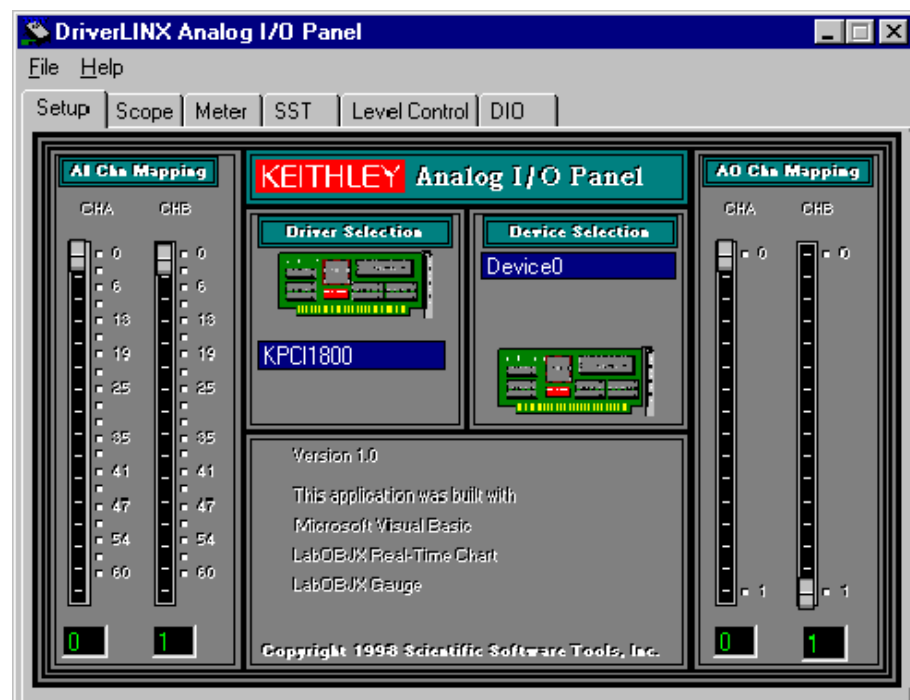 DriverLINX Analog I/O Panel
File Help
Setup Scope Meter SST Level Control DIO
AI Chn Mapping
CHA CHB
0 0
6 6
13 13
19 19
25 25
35 35
41 41
47 47
54 54
60 60
0 1
KEITHLEY Analog I/O Panel
Driver Selection
KPCI1800
Device Selection
Device0
Version 1.0
This application was built with
Microsoft Visual Basic
LabOBJX Real-Time Chart
LabOBJX Gauge
Copyright 1998 Scientific Software Tools, Inc.
AO Chn Mapping
CHA CHB
0 0
1 1
0 1